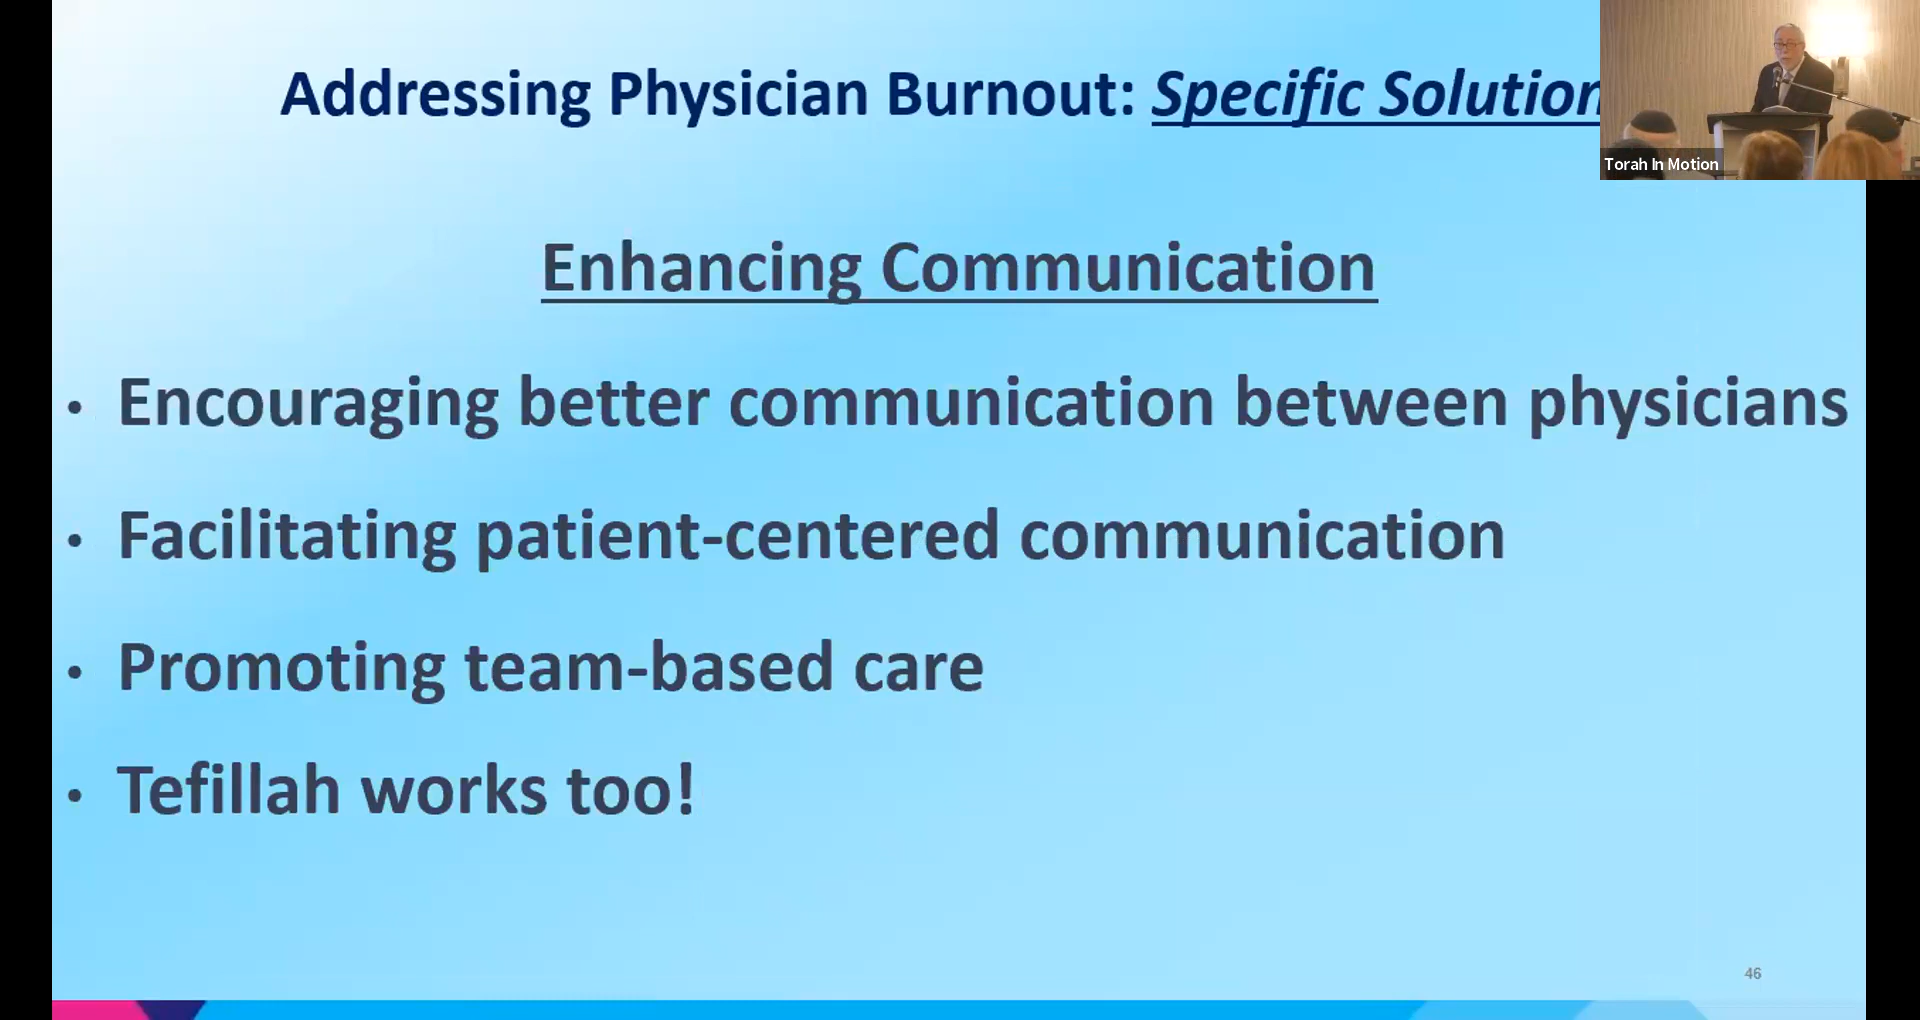 Addressing Physician Burnout: Specific Solution
Torah In Motion
Enhancing Communication
• Encouraging better communication between physicians
• Facilitating patient-centered communication
• Promoting team-based care
• Tefillah works too!
46